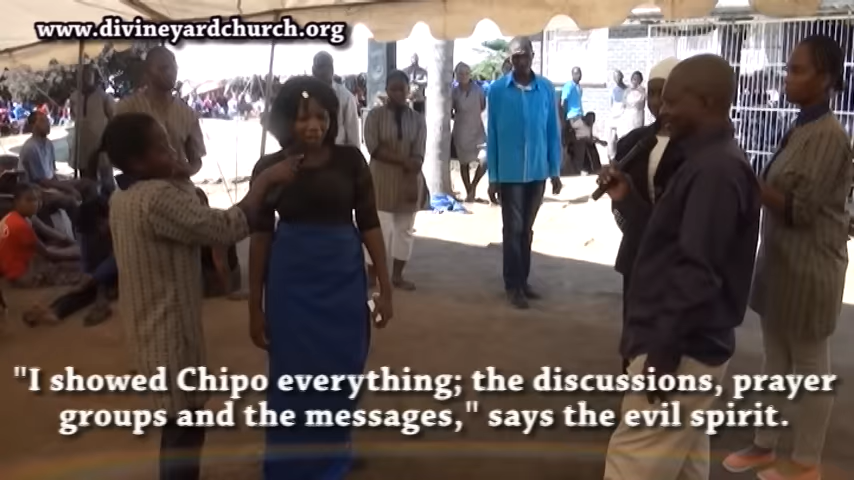 www.divineyardchurch.org
"I showed Chipo everything; the discussions, prayer
groups and the messages," says the evil spirit.